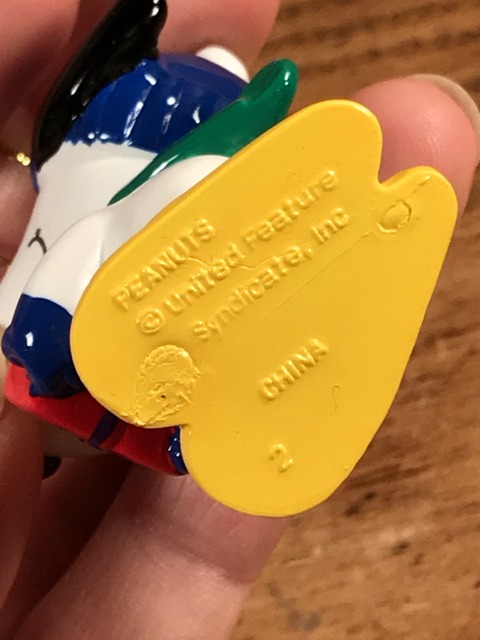 PEANUTS
© United Feature
Syndicate, Inc
CHINA
2